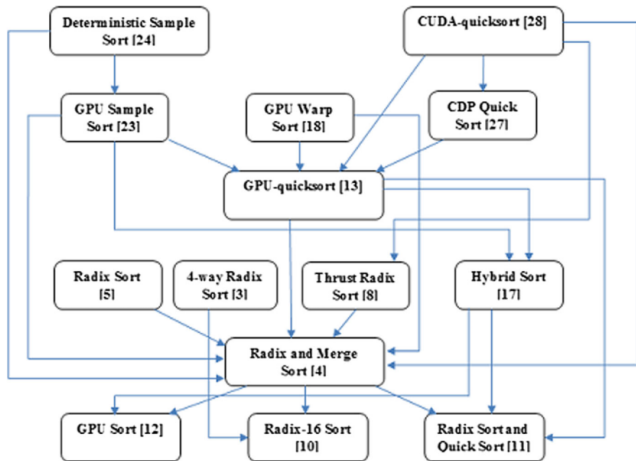 Deterministic Sample
Sort [24]
CUDA-quicksort [28]
GPU Sample
Sort [23]
GPU Warp
Sort [18]
CDP Quick
Sort [27]
GPU-quicksort [13]
Radix Sort
[5]
4-way Radix
Sort [3]
Thrust Radix
Sort [8]
Hybrid Sort
[17]
Radix and Merge
Sort [4]
GPU Sort [12]
Radix-16 Sort
[10]
Radix Sort and
Quick Sort [11]